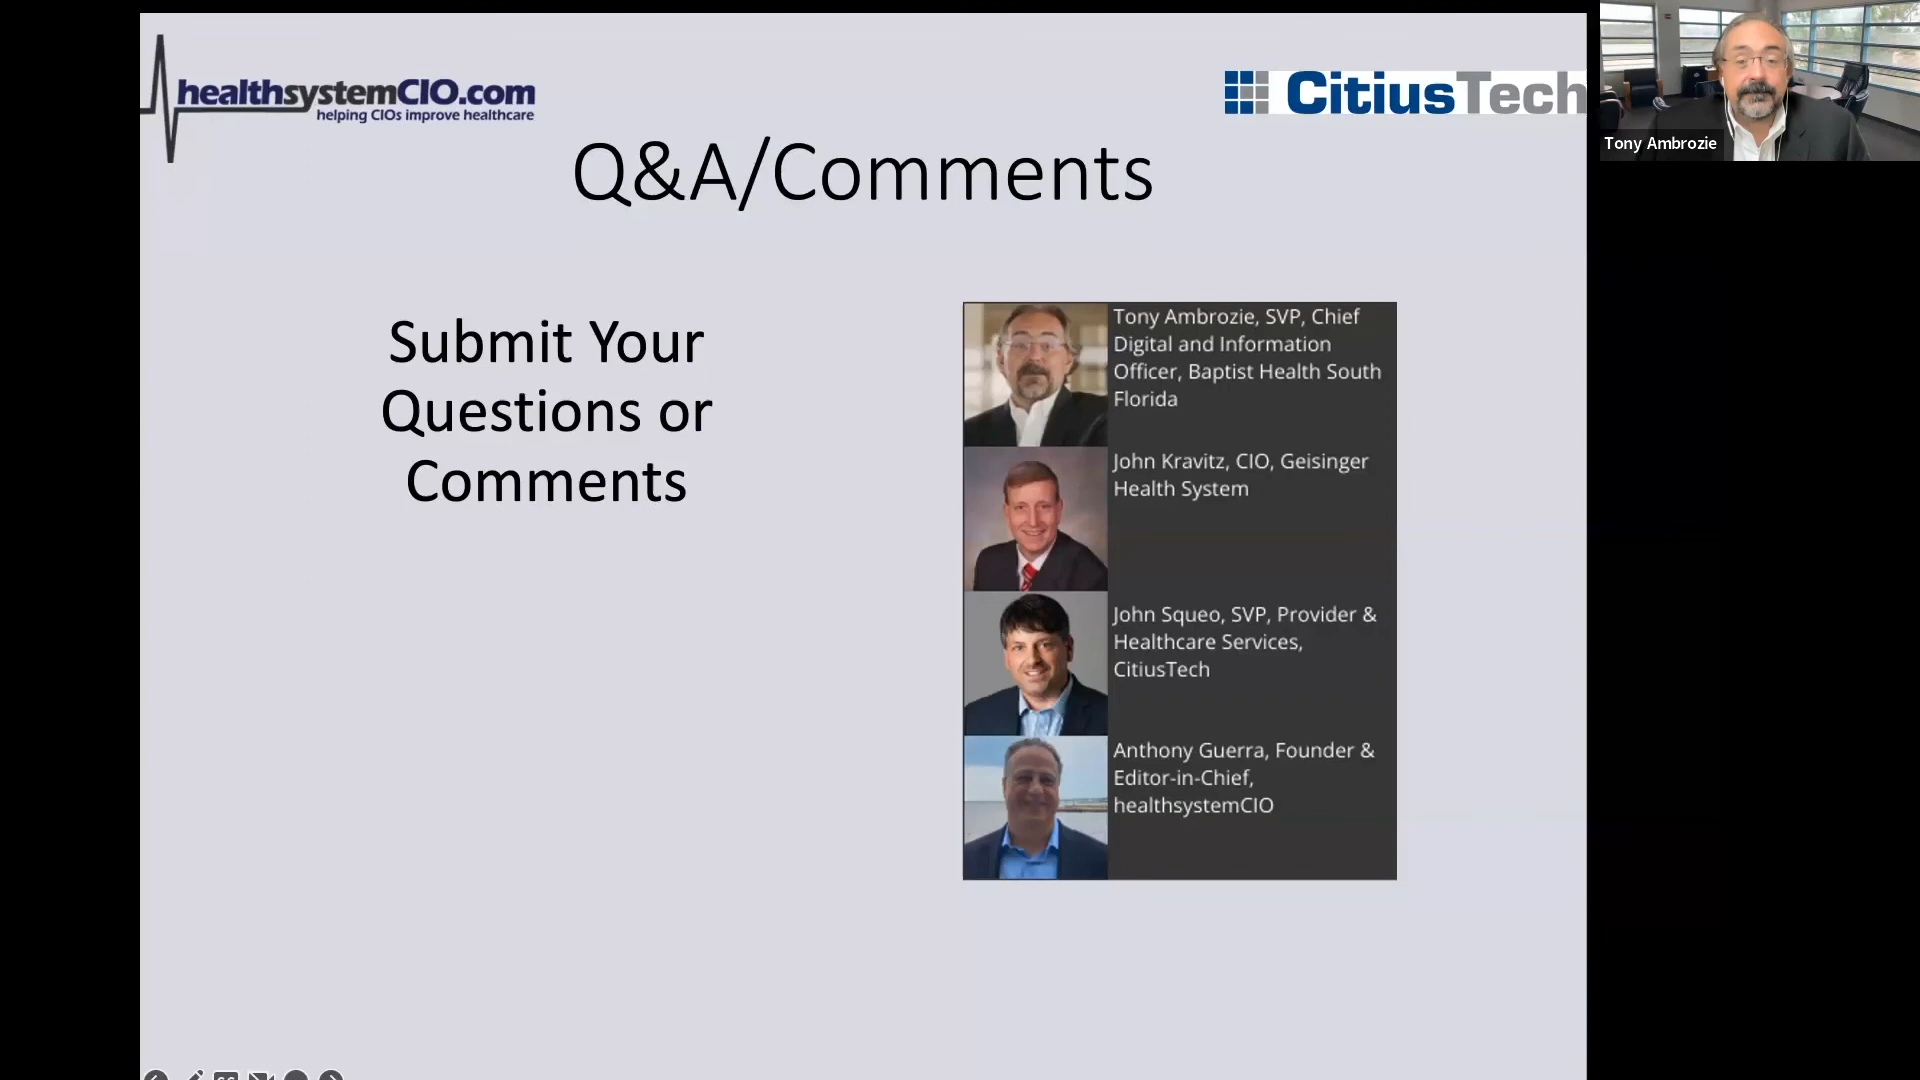 healthsystemCIO.com
helping CIOs improve healthcare
CitiusTech
Tony Ambrozie
Q&A/Comments
Submit Your
Questions or
Comments
Tony Ambrozie, SVP, Chief
Digital and Information
Officer, Baptist Health South
Florida
John Kravitz, CIO, Geisinger
Health System
John Squeo, SVP, Provider &
Healthcare Services,
CitiusTech
Anthony Guerra, Founder &
Editor-in-Chief,
healthsystemCIO